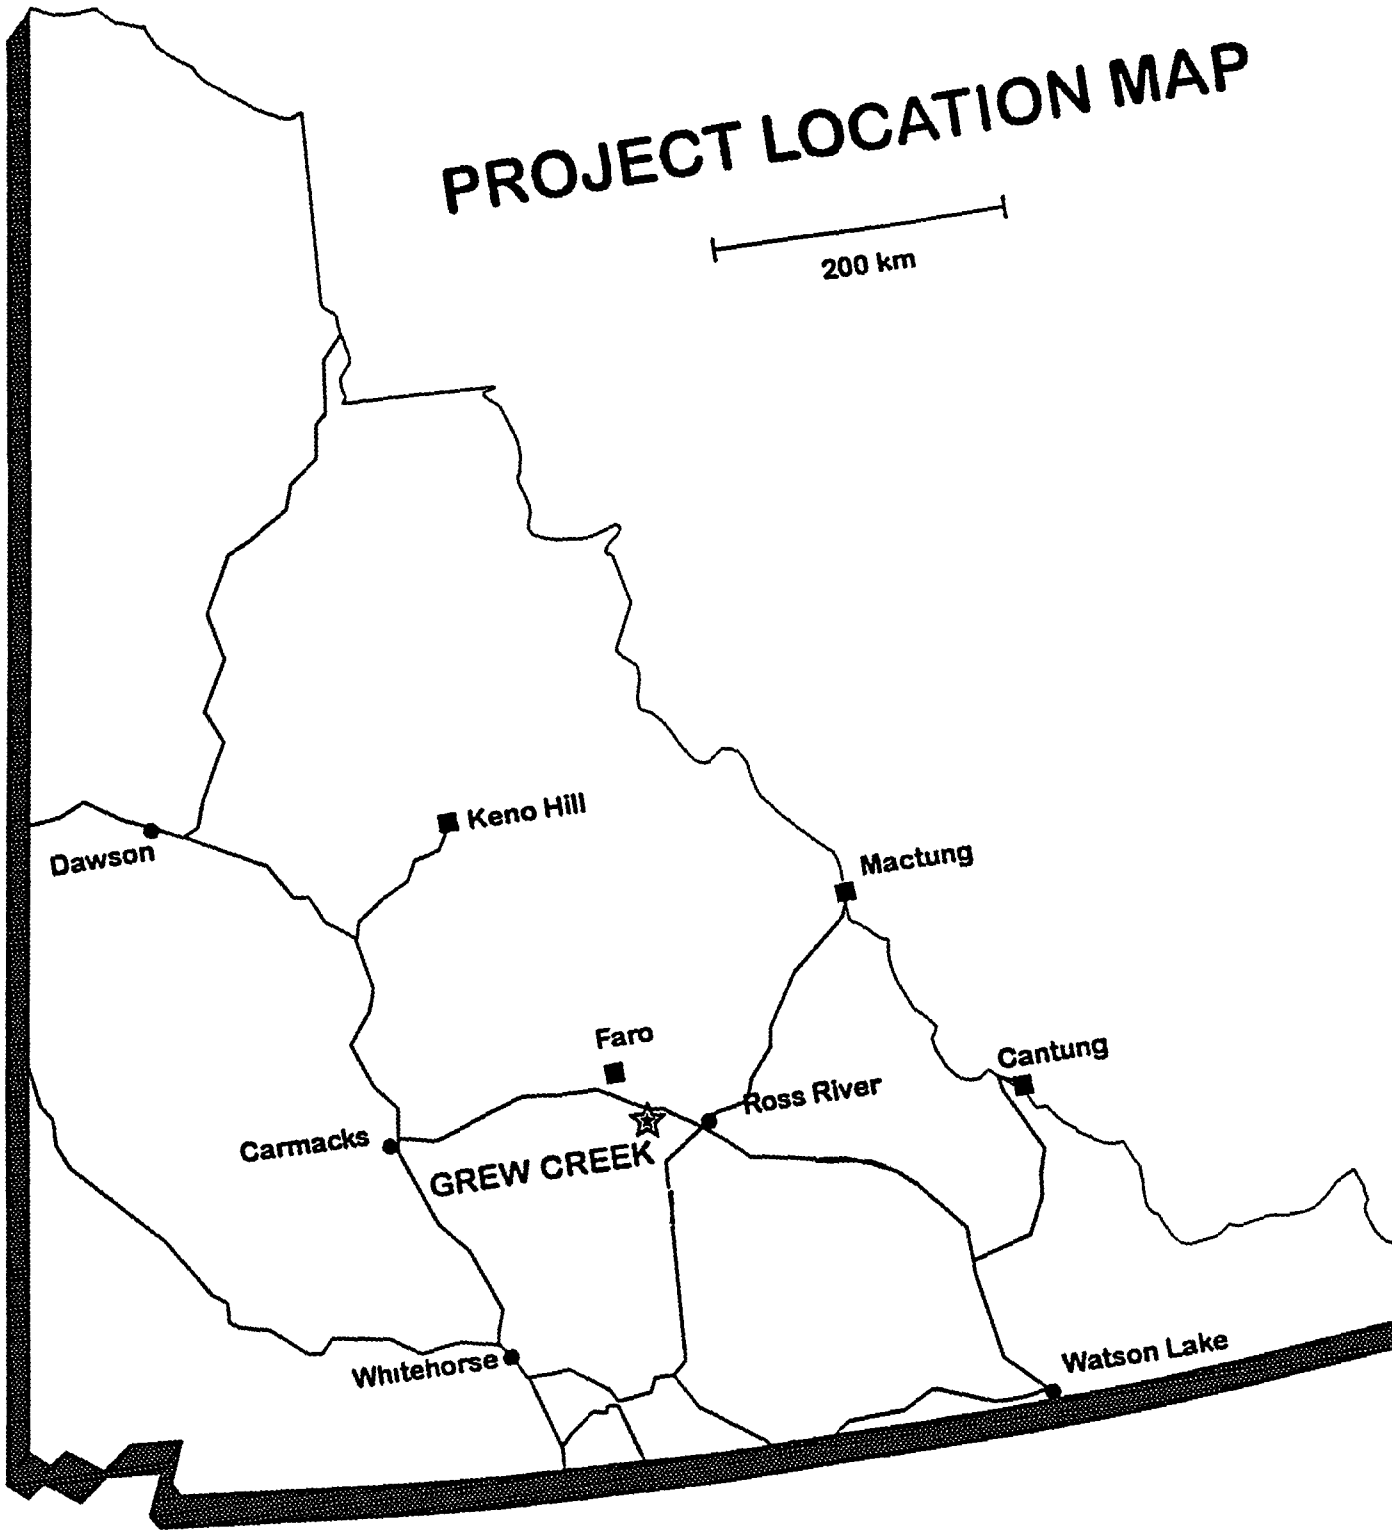 PROJECT LOCATION MAP
200 km
Keno Hill
Dawson
Mactung
Faro
Cantung
Ross River
Carmacks
GREW CREEK
Whitehorse
Watson Lake